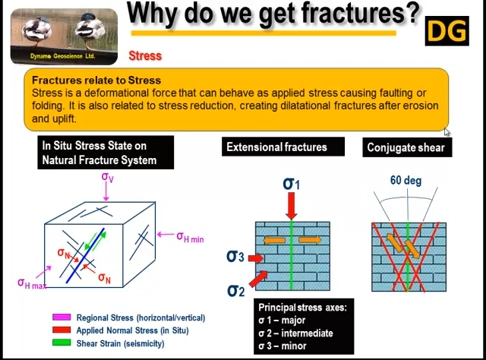 Why do we get fractures?
DG
Dynamo Geoscience Ltd.
Stress
Fractures relate to Stress
Stress is a deformational force that can behave as applied stress causing faulting or
folding. It is also related to stress reduction, creating dilatational fractures after erosion
and uplift.
In Situ Stress State on
Natural Fracture System
Extensional fractures
Conjugate shear
σV
σ1
60 deg
σN
σH min
σ3
σN
σH max
σ2
Regional Stress (horizontal/vertical)
Applied Normal Stress (in Situ)
Shear Strain (seismicity)
Principal stress axes:
σ 1 – major
σ 2 – intermediate
σ 3 – minor